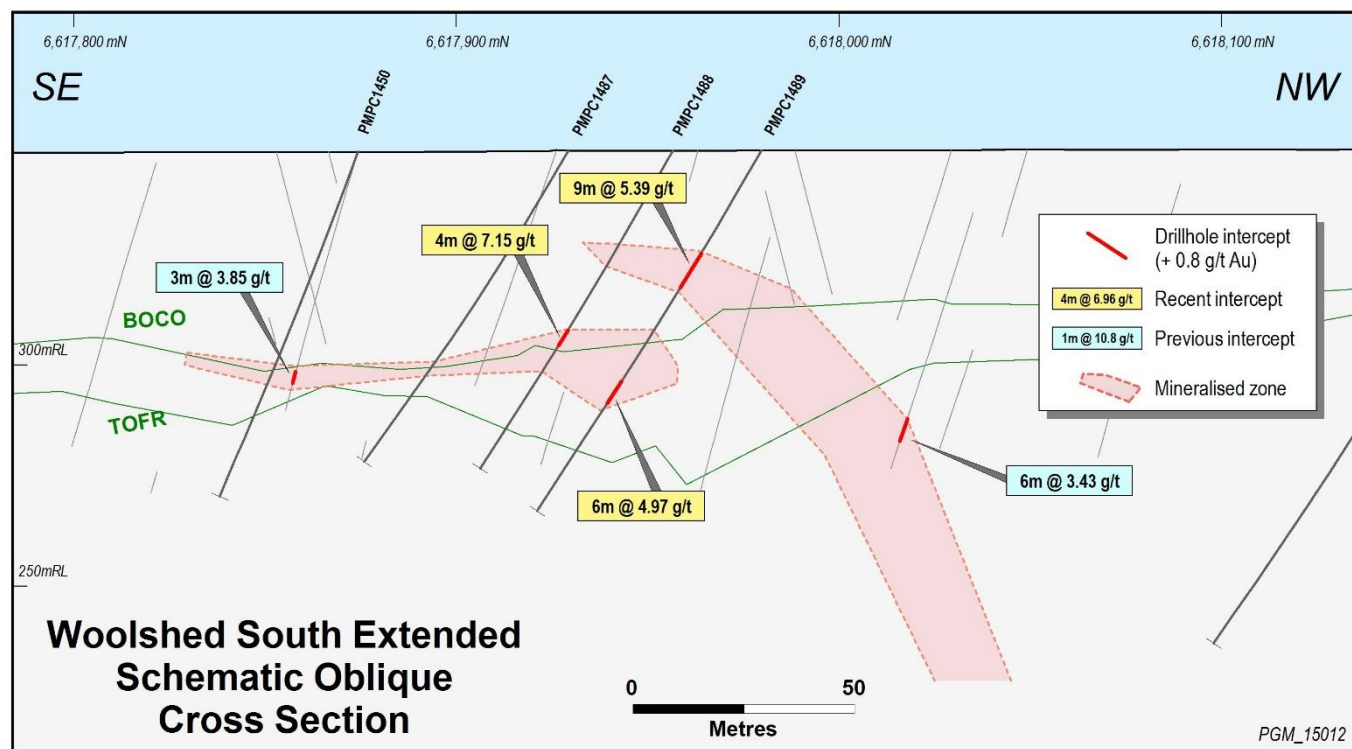 6,617,800 mN
6,617,900 mN
6,618,000 mN
6,618,100 mN
SE
NW
PMPC1450
PMPC1487
PMPC1488
PMPC1489
9m @ 5.39 g/t
4m @ 7.15 g/t
3m @ 3.85 g/t
BOCO
300mRL
TOFR
6m @ 4.97 g/t
6m @ 3.43 g/t
250mRL
Drillhole intercept
(+ 0.8 g/t Au)
4m @ 6.96 g/t
Recent intercept
1m @ 10.8 g/t
Previous intercept
Mineralised zone
Woolshed South Extended
Schematic Oblique
Cross Section
0
50
Metres
PGM_15012